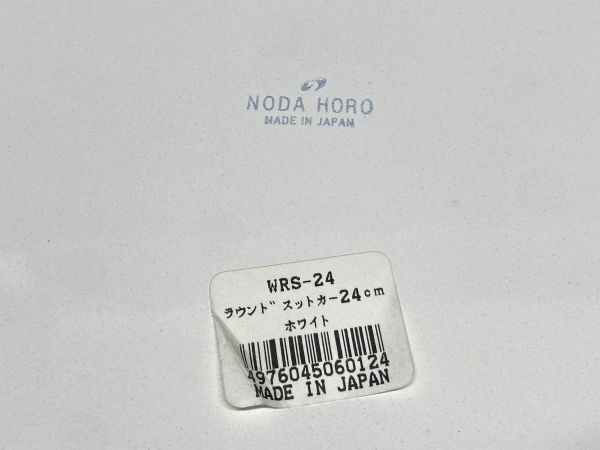 NODA HORO
MADE IN JAPAN
WRS-24
ラウンドスットカー24cm
ホワイト
4976045060124
MADE IN JAPAN